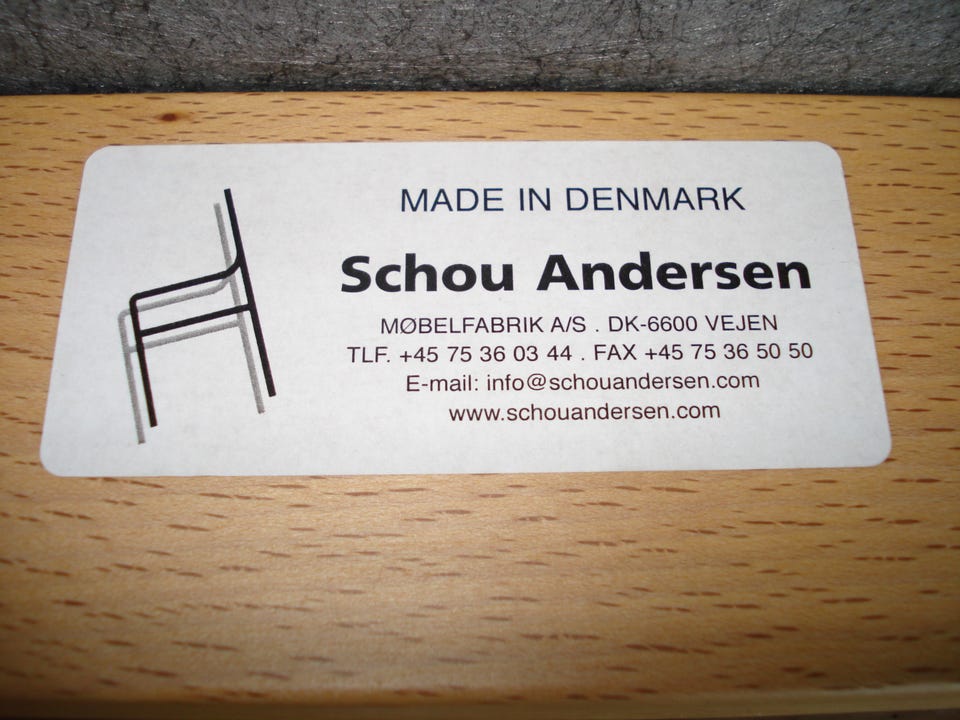 MADE IN DENMARK
Schou Andersen
MØBELFABRIK A/S . DK-6600 VEJEN
TLF. +45 75 36 03 44 . FAX +45 75 36 50 50
E-mail: info@schouandersen.com
www.schouandersen.com